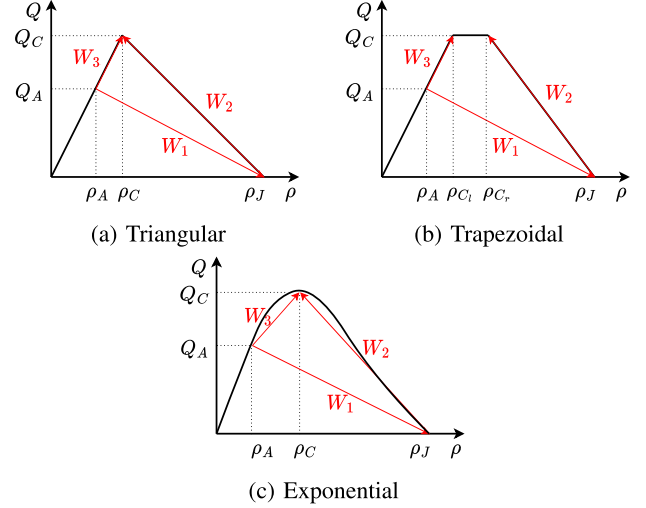 Q Q
Q_C Q_C
W_3 W_3
W_2 W_2
Q_A Q_A
W_1 W_1
ρ_A ρ_C ρ_J ρ ρ_A ρ_{C_l} ρ_{C_r} ρ_J ρ
(a) Triangular (b) Trapezoidal
Q
Q_C
W_3
Q_A W_2
W_1
ρ_A ρ_C ρ_J ρ
(c) Exponential